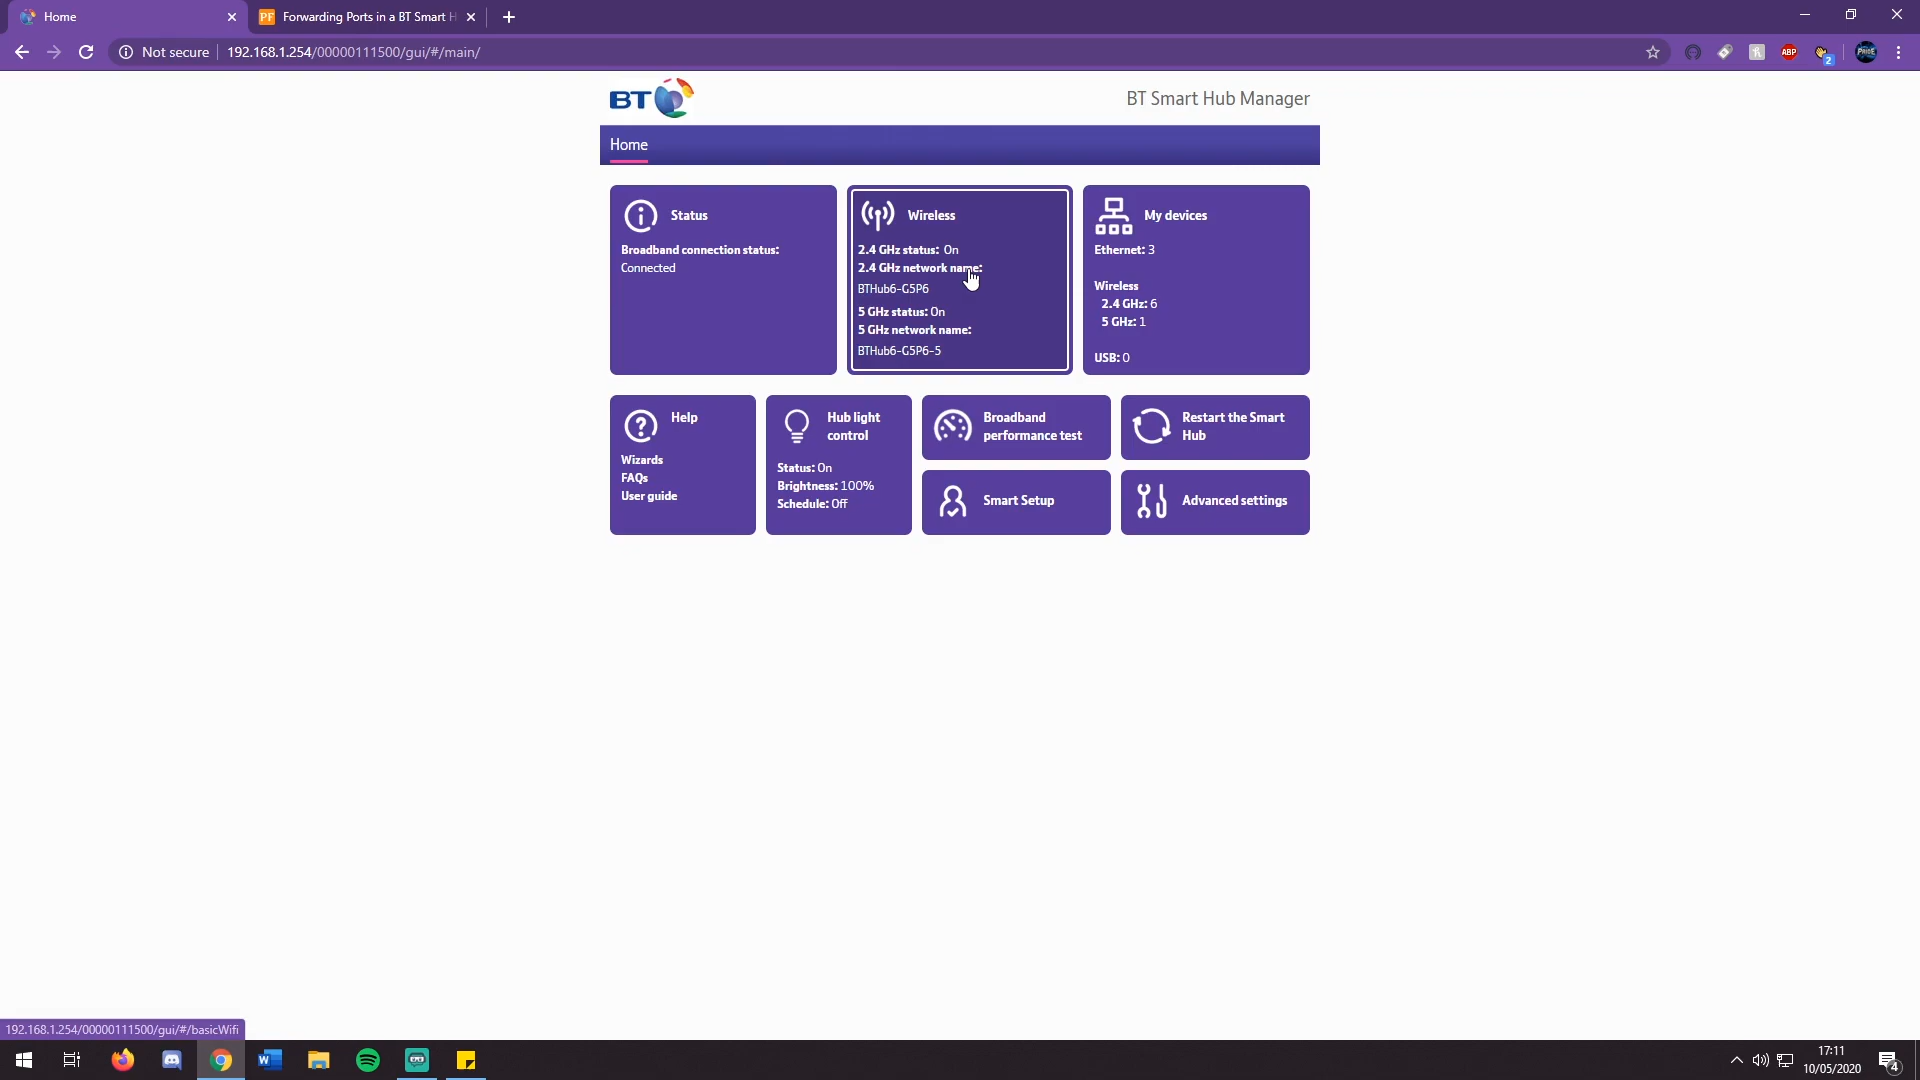 Home
PF Forwarding Ports in a BT Smart H
Not secure 192.168.1.254/00000111500/gui/#/main/
ABP
2
PRIDE
BT
BT Smart Hub Manager
Home
Status
Broadband connection status:
Connected
Wireless
2.4 GHz status: On
2.4 GHz network name:
BTHub6-G5P6
5 GHz status: On
5 GHz network name:
BTHub6-G5P6-5
My devices
Ethernet: 3
Wireless
2.4 GHz: 6
5 GHz: 1
USB: 0
Help
Wizards
FAQs
User guide
Hub light
control
Status: On
Brightness: 100%
Schedule: Off
Broadband
performance test
Restart the Smart
Hub
Smart Setup
Advanced settings
192.168.1.254/00000111500/gui/#/basicWifi
W
17:11
10/05/2020
4